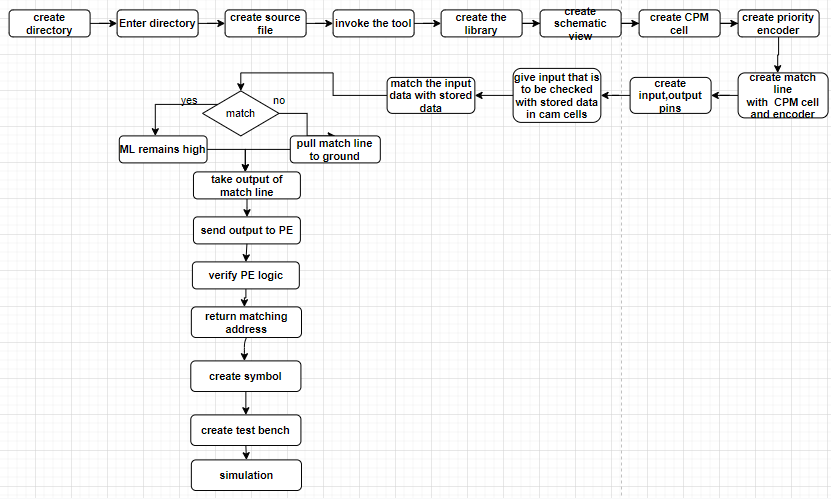 create
directory
Enter directory
create source
file
invoke the tool
create the
library
create
schematic
view
create CPM
cell
create priority
encoder
create match
line
with CPM cell
and encoder
create
input,output
pins
give input that is
to be checked
with stored data
in cam cells
match the input
data with stored
data
match
yes
no
ML remains high
pull match line
to ground
take output of
match line
send output to PE
verify PE logic
return matching
address
create symbol
create test bench
simulation